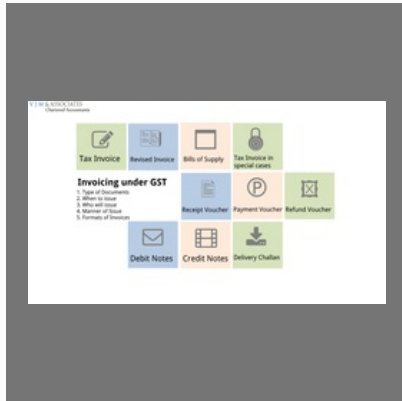 V J M & ASSOCIATES
Chartered Accountants
Tax Invoice
Revised Invoice
Bills of Supply
Tax Invoice in
special cases
Invoicing under GST
1. Type of Documents
2. When to issue
3. Who will issue
4. Manner of Issue
5. Formats of Invoices
Receipt Voucher
Payment Voucher
Refund Voucher
Debit Notes
Credit Notes
Delivery Challan